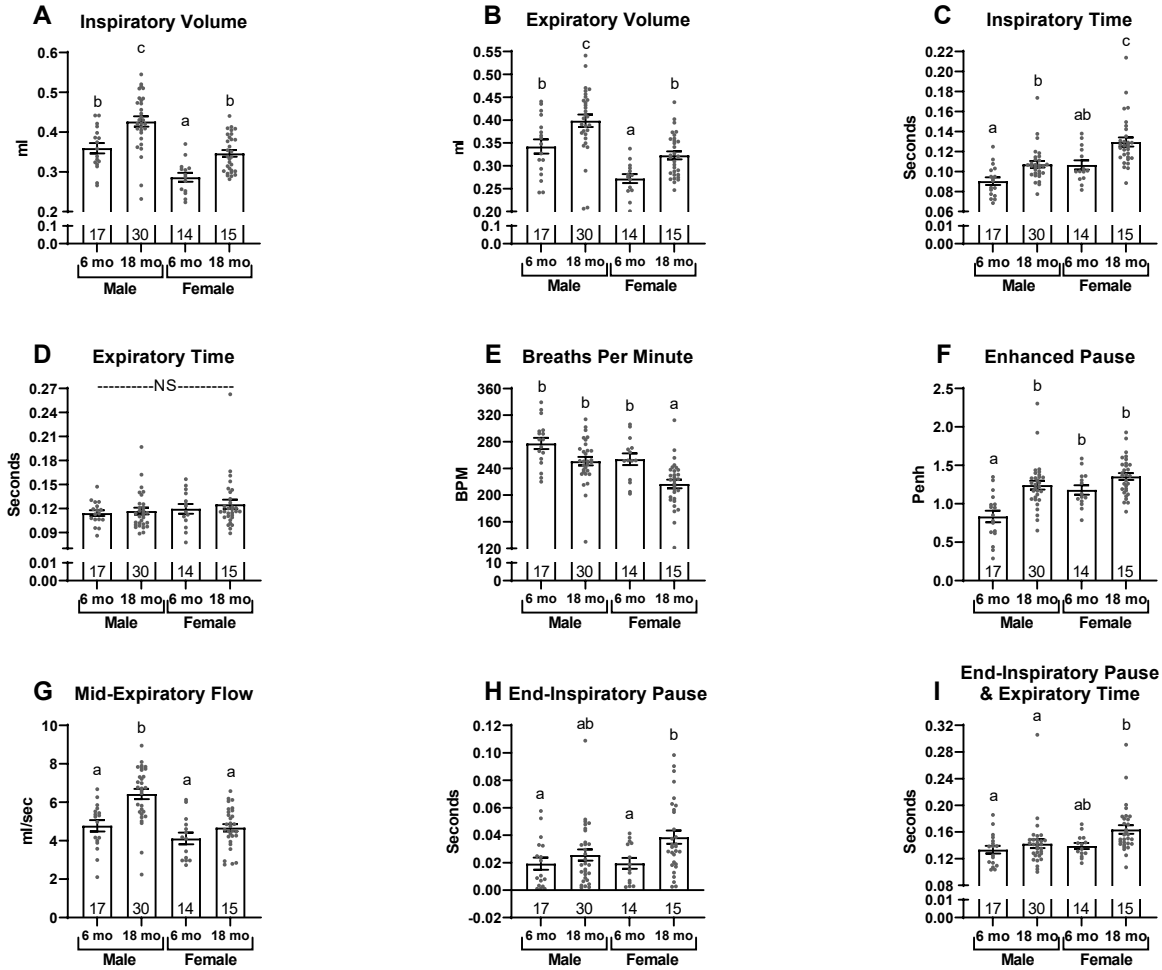 A Inspiratory Volume
0.6
0.5
0.4
0.3
0.2
0.1
0.0
ml
b
c
a
b
17 30 14 15
6 mo 18 mo 6 mo 18 mo
Male Female
B Expiratory Volume
0.55
0.50
0.45
0.40
0.35
0.30
0.25
0.20
0.1
0.0
ml
b
c
a
b
17 30 14 15
6 mo 18 mo 6 mo 18 mo
Male Female
C Inspiratory Time
0.22
0.20
0.18
0.16
0.14
0.12
0.10
0.08
0.06
0.01
0.00
Seconds
a
b
ab
c
17 30 14 15
6 mo 18 mo 6 mo 18 mo
Male Female
D Expiratory Time
0.27
0.24
0.21
0.18
0.15
0.12
0.09
0.01
0.00
Seconds
----------NS----------
17 30 14 15
6 mo 18 mo 6 mo 18 mo
Male Female
E Breaths Per Minute
360
320
280
240
200
160
120
10
0
BPM
b
b
b
a
17 30 14 15
6 mo 18 mo 6 mo 18 mo
Male Female
F Enhanced Pause
2.5
2.0
1.5
1.0
0.5
0.0
Penh
a
b
b
b
17 30 14 15
6 mo 18 mo 6 mo 18 mo
Male Female
G Mid-Expiratory Flow
10
8
6
4
2
0
ml/sec
a
b
a
a
17 30 14 15
6 mo 18 mo 6 mo 18 mo
Male Female
H End-Inspiratory Pause
0.12
0.10
0.08
0.06
0.04
0.02
0.00
-0.02
Seconds
a
ab
a
b
17 30 14 15
6 mo 18 mo 6 mo 18 mo
Male Female
I End-Inspiratory Pause
& Expiratory Time
0.32
0.28
0.24
0.20
0.16
0.12
0.08
0.01
0.00
Seconds
a
a
ab
b
17 30 14 15
6 mo 18 mo 6 mo 18 mo
Male Female